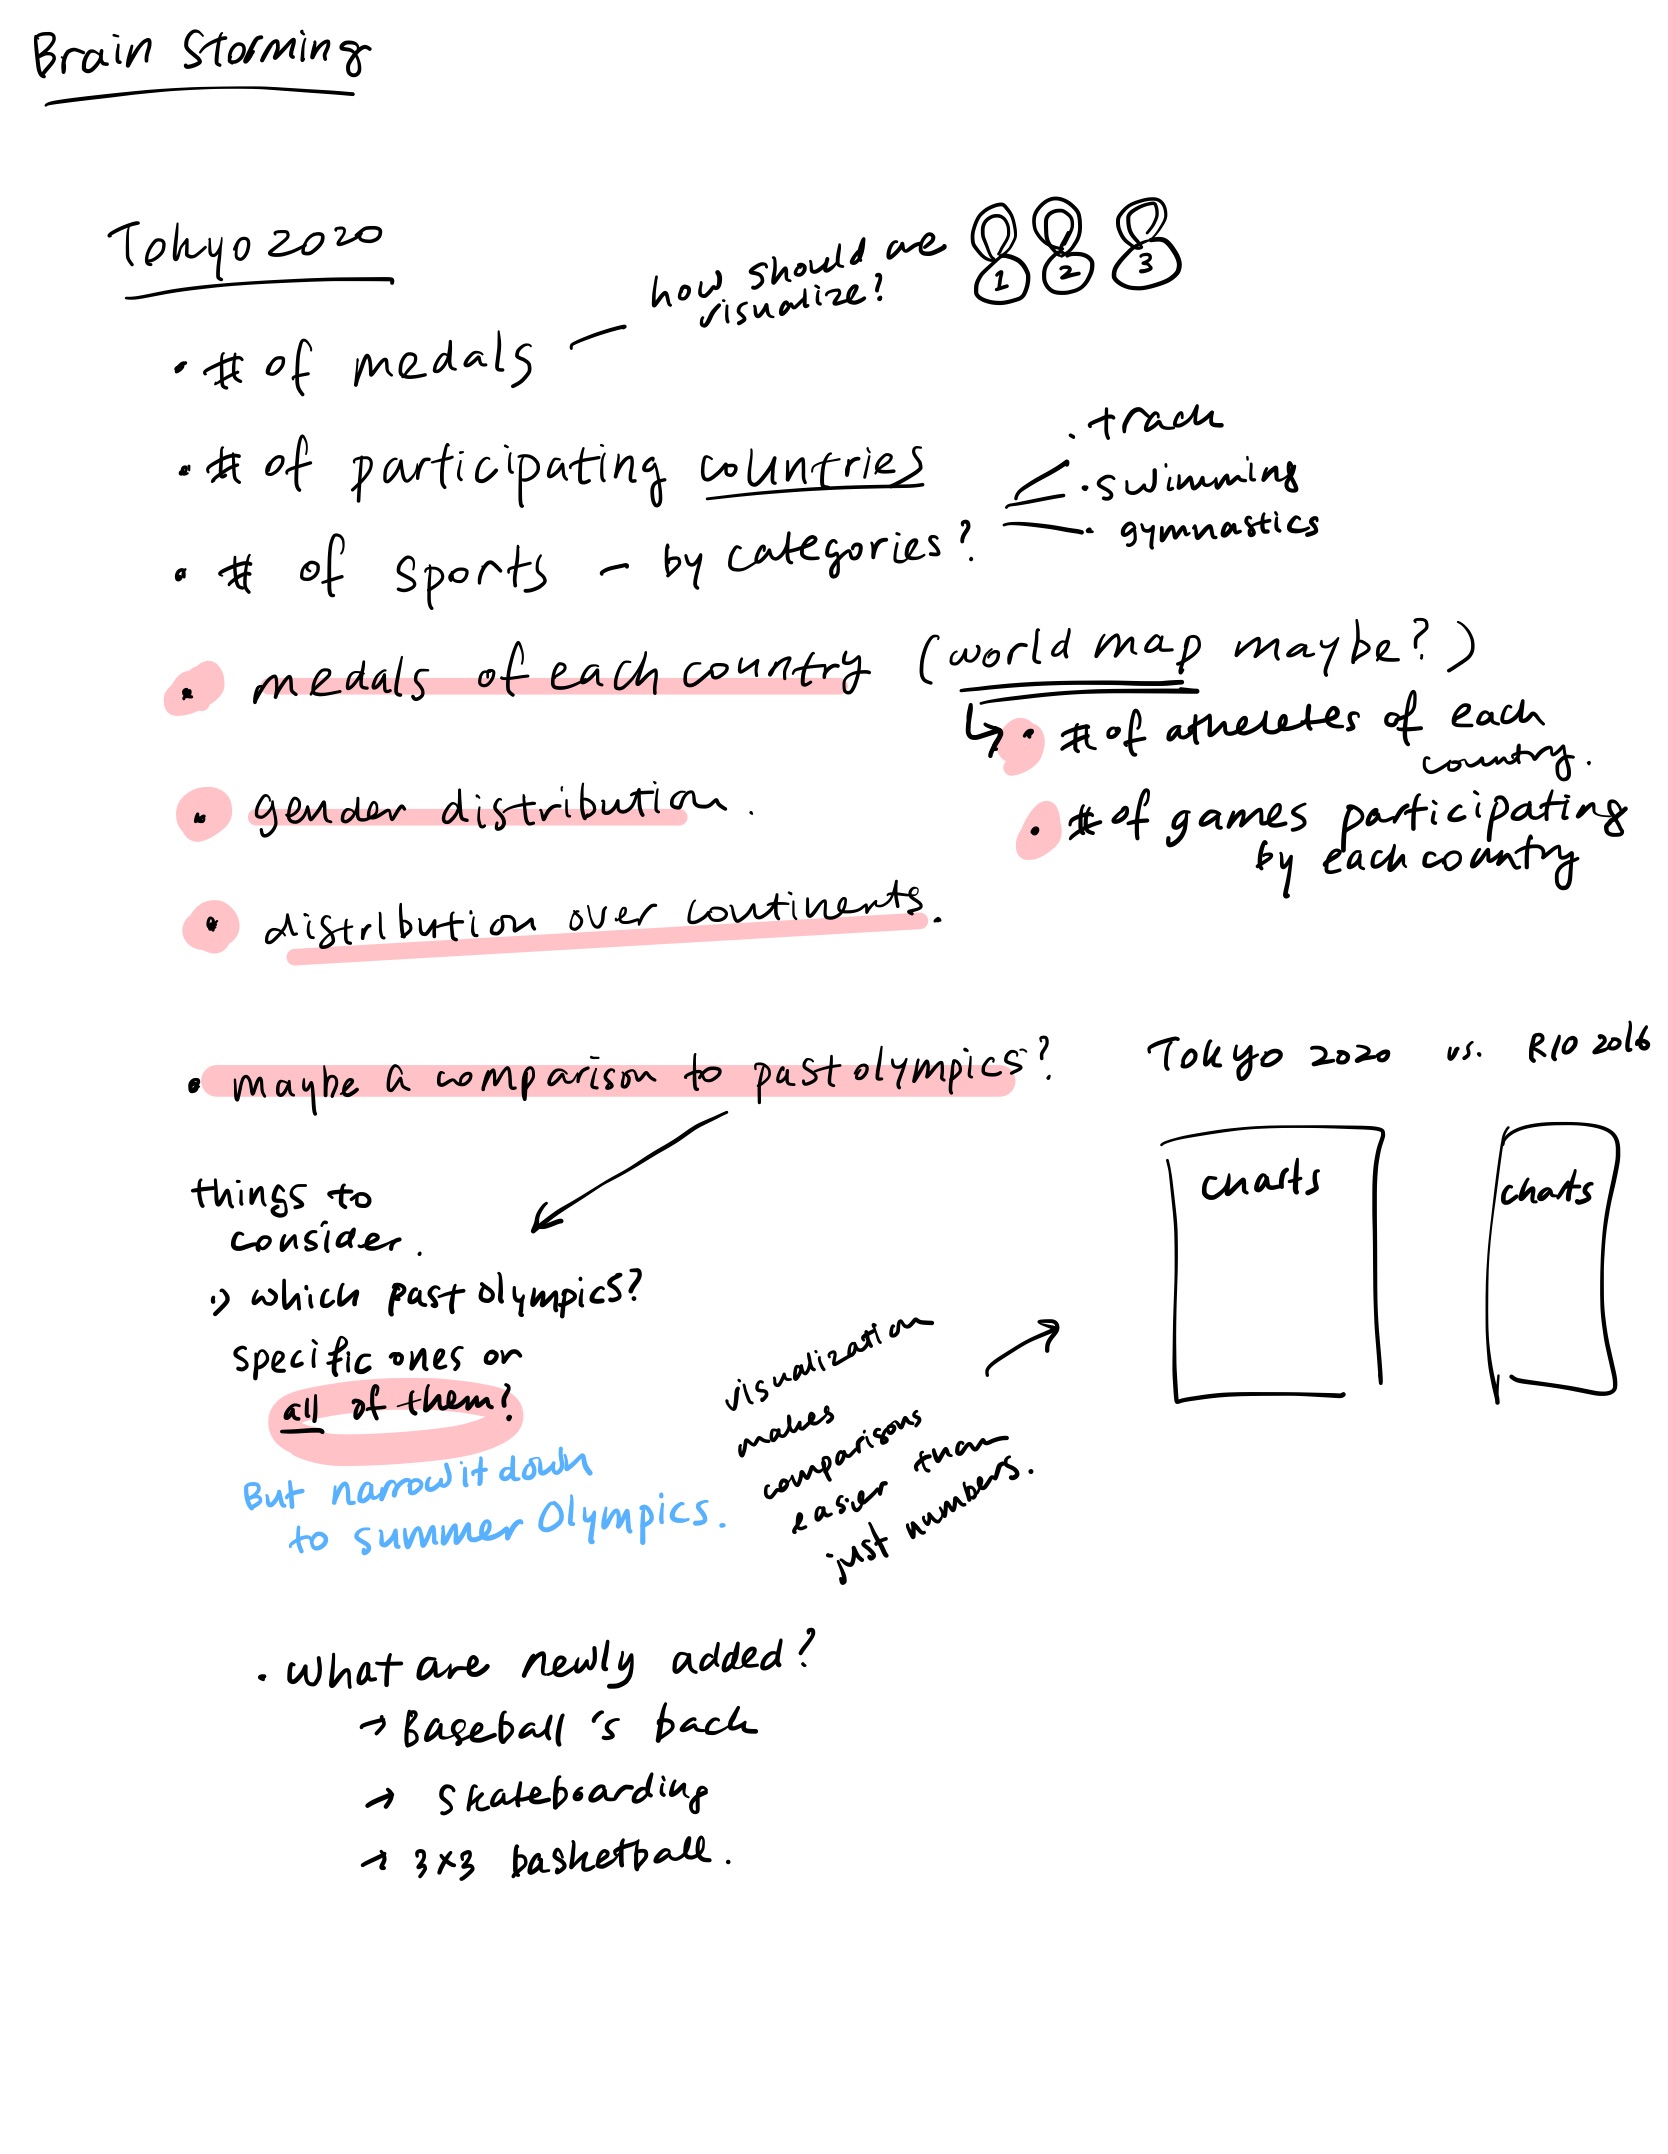 Brain Storming
Tokyo 2020
how should we
visualize?
1 2 3
• # of medals
• # of participating countries
• # of sports - by categories?
• track
• swimming
• gymnastics
• medals of each country (world map maybe?)
↳ • # of atheletes of each
country.
• # of games participating
by each country
• gender distribution.
• distribution over continents.
• maybe a comparison to past olympics?
Tokyo 2020 vs. RIO 2016
charts
charts
things to
consider.
:) which past olympics?
specific ones or
all of them?
But narrow it down
to summer Olympics.
visualization
makes
comparisons
easier than
just numbers.
• What are newly added?
→ Baseball's back
→ Skateboarding
→ 3x3 basketball.